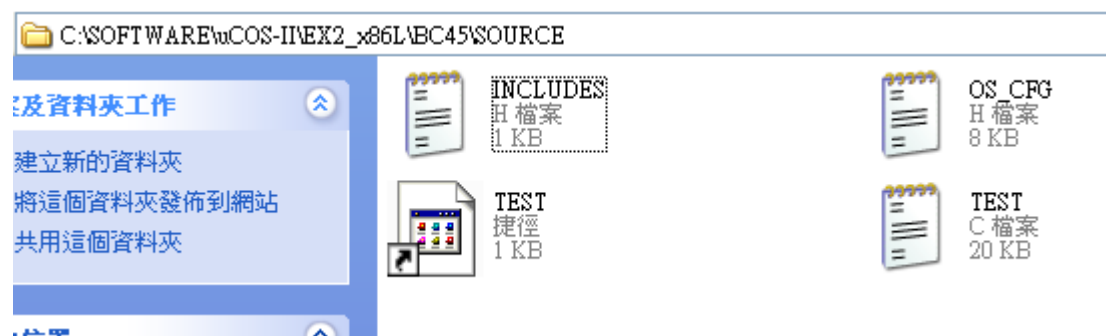 C:\SOFTWARE\uCOS-II\EX2_x86L\BC45\SOURCE
及資料夾工作
建立新的資料夾
將這個資料夾發佈到網站
共用這個資料夾
INCLUDES
H 檔案
1 KB
OS_CFG
H 檔案
8 KB
TEST
捷徑
1 KB
TEST
C 檔案
20 KB